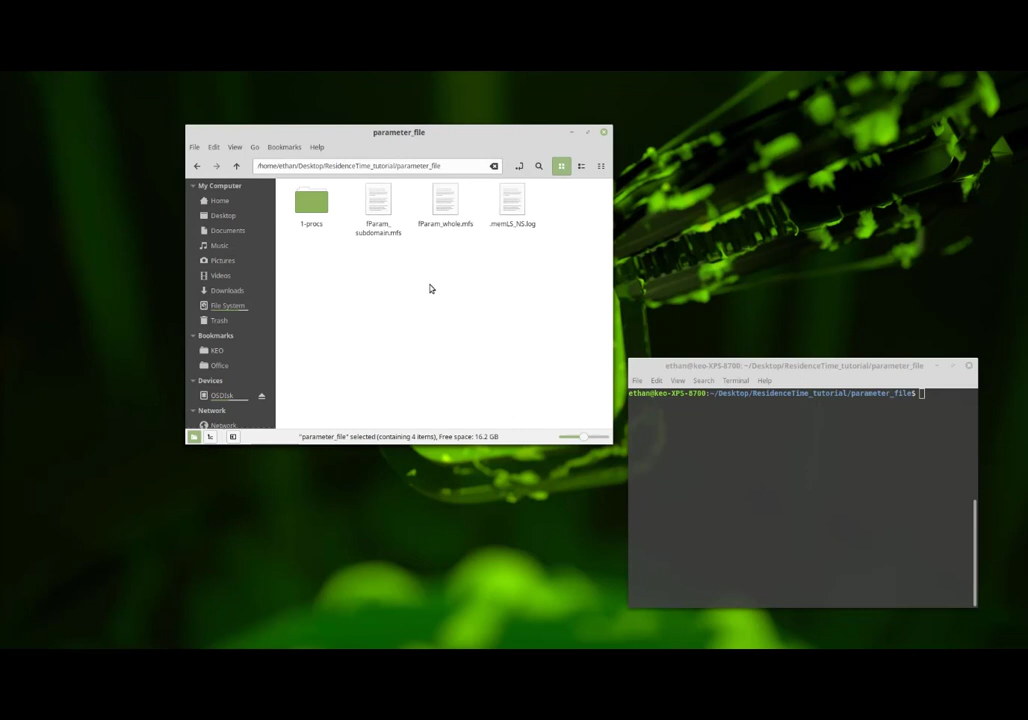 parameter_file
File Edit View Go Bookmarks Help
/home/ethan/Desktop/ResidenceTime_tutorial/parameter_file
My Computer
Home
Desktop
Documents
Music
Pictures
Videos
Downloads
File System
Trash
Bookmarks
KEO
Office
Devices
OSDisk
Network
Network
1-procs
fParam_
subdomain.mfs
fParam_whole.mfs
.memLS_NS.log
"parameter_file" selected (containing 4 items), Free space: 16.2 GB
ethan@keo-XPS-8700: ~/Desktop/ResidenceTime_tutorial/parameter_file
File Edit View Search Terminal Help
ethan@keo-XPS-8700:~/Desktop/ResidenceTime_tutorial/parameter_file$